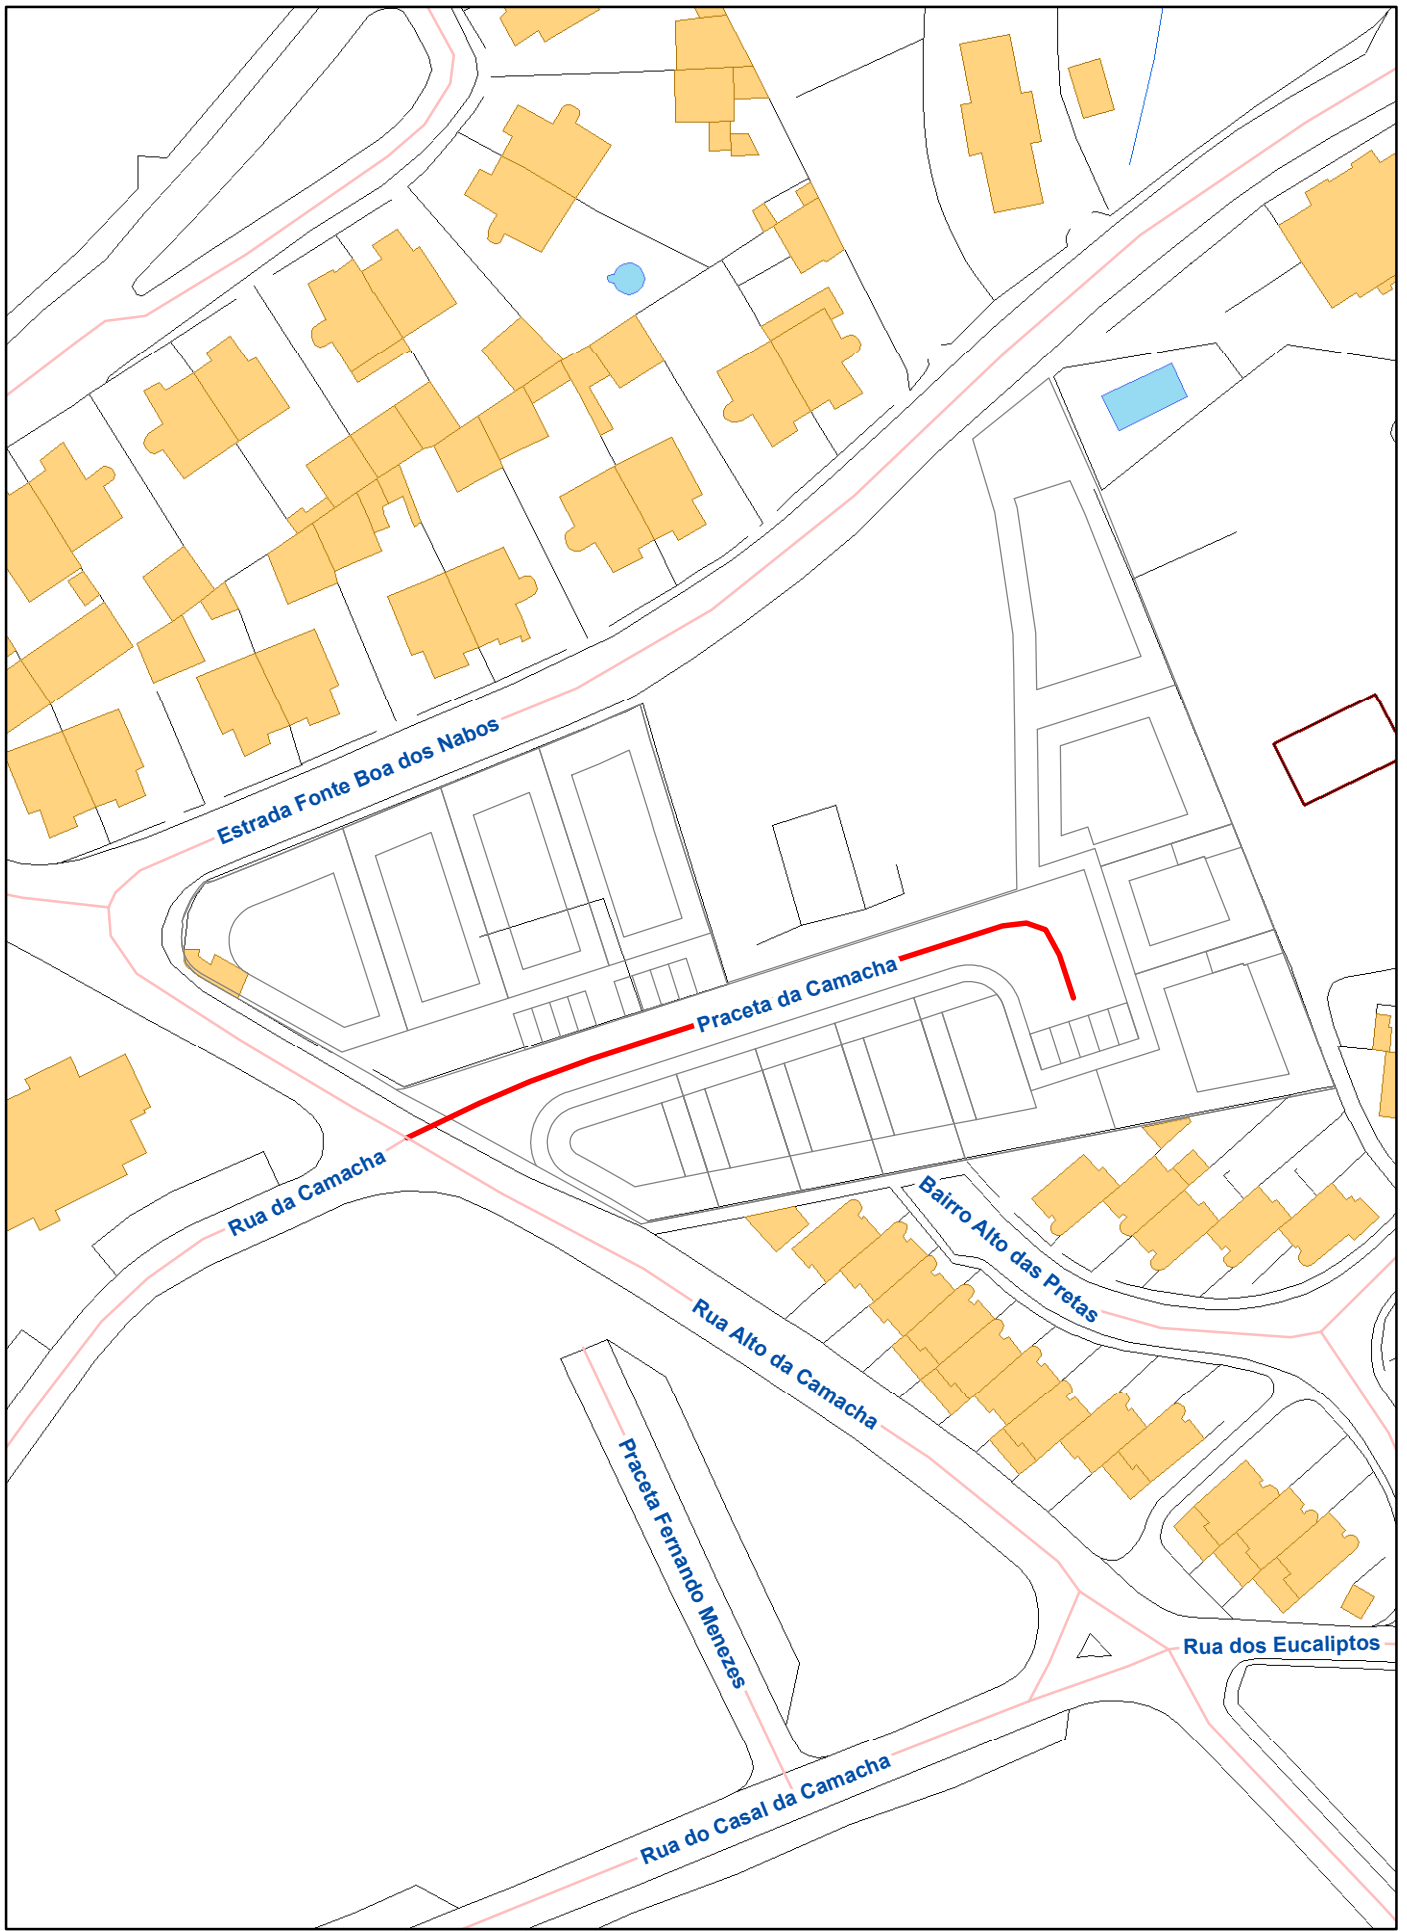 Estrada Fonte Boa dos Nabos
Praceta da Camacha
Rua da Camacha
Bairro Alto das Pretas
Rua Alto da Camacha
Praceta Fernando Menezes
Rua dos Eucaliptos
Rua do Casal da Camacha